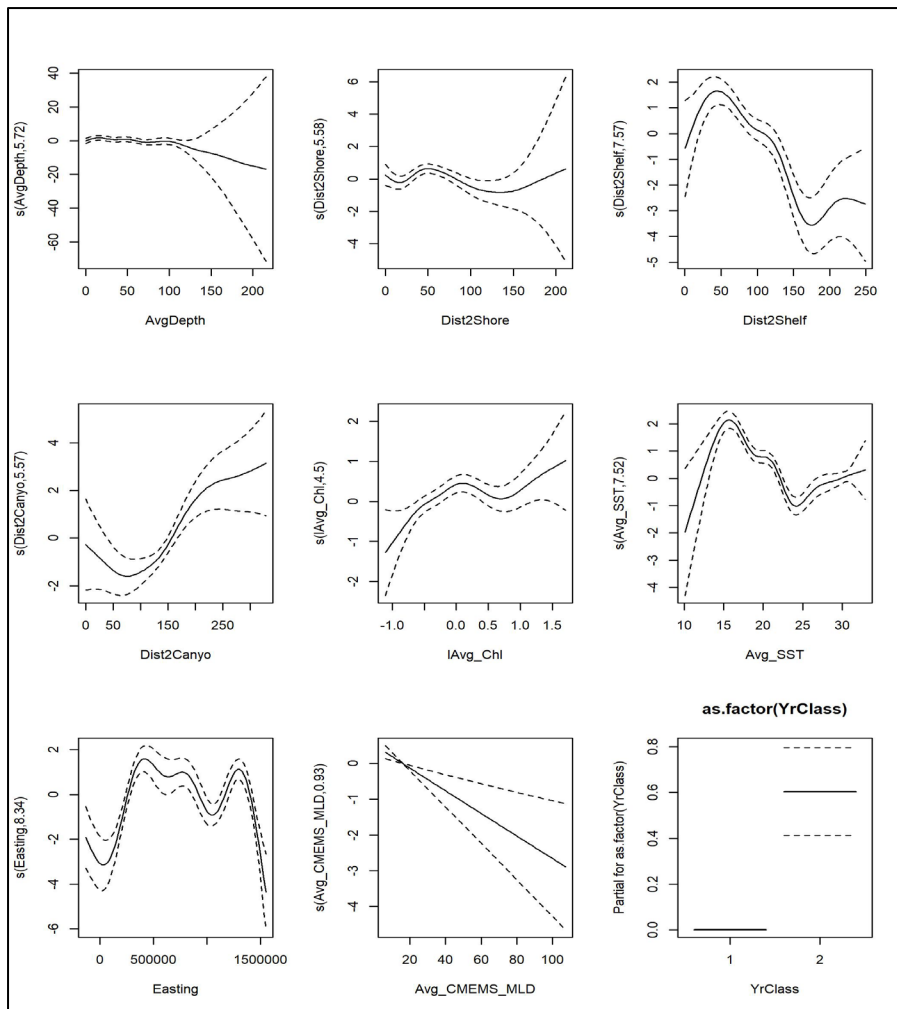 s(AvgDepth,5.72)
40
20
0
-20
-60
0 50 100 150 200
AvgDepth
s(Dist2Shore,5.58)
6
4
2
0
-2
-4
0 50 100 150 200
Dist2Shore
s(Dist2Shelf,7.57)
2
1
0
-1
-2
-3
-4
-5
0 50 100 150 200 250
Dist2Shelf
s(Dist2Canyo,5.57)
4
2
0
-2
0 50 150 250
Dist2Canyo
s(lAvg_Chl,4.5)
2
1
0
-1
-2
-1.0 0.0 0.5 1.0 1.5
lAvg_Chl
s(Avg_SST,7.52)
2
1
0
-1
-2
-3
-4
10 15 20 25 30
Avg_SST
s(Easting,8.34)
2
0
-2
-4
-6
0 500000 1500000
Easting
s(Avg_CMEMS_MLD,0.93)
0
-1
-2
-3
-4
20 40 60 80 100
Avg_CMEMS_MLD
as.factor(YrClass)
Partial for as.factor(YrClass)
0.8
0.6
0.4
0.2
0.0
1 2
YrClass